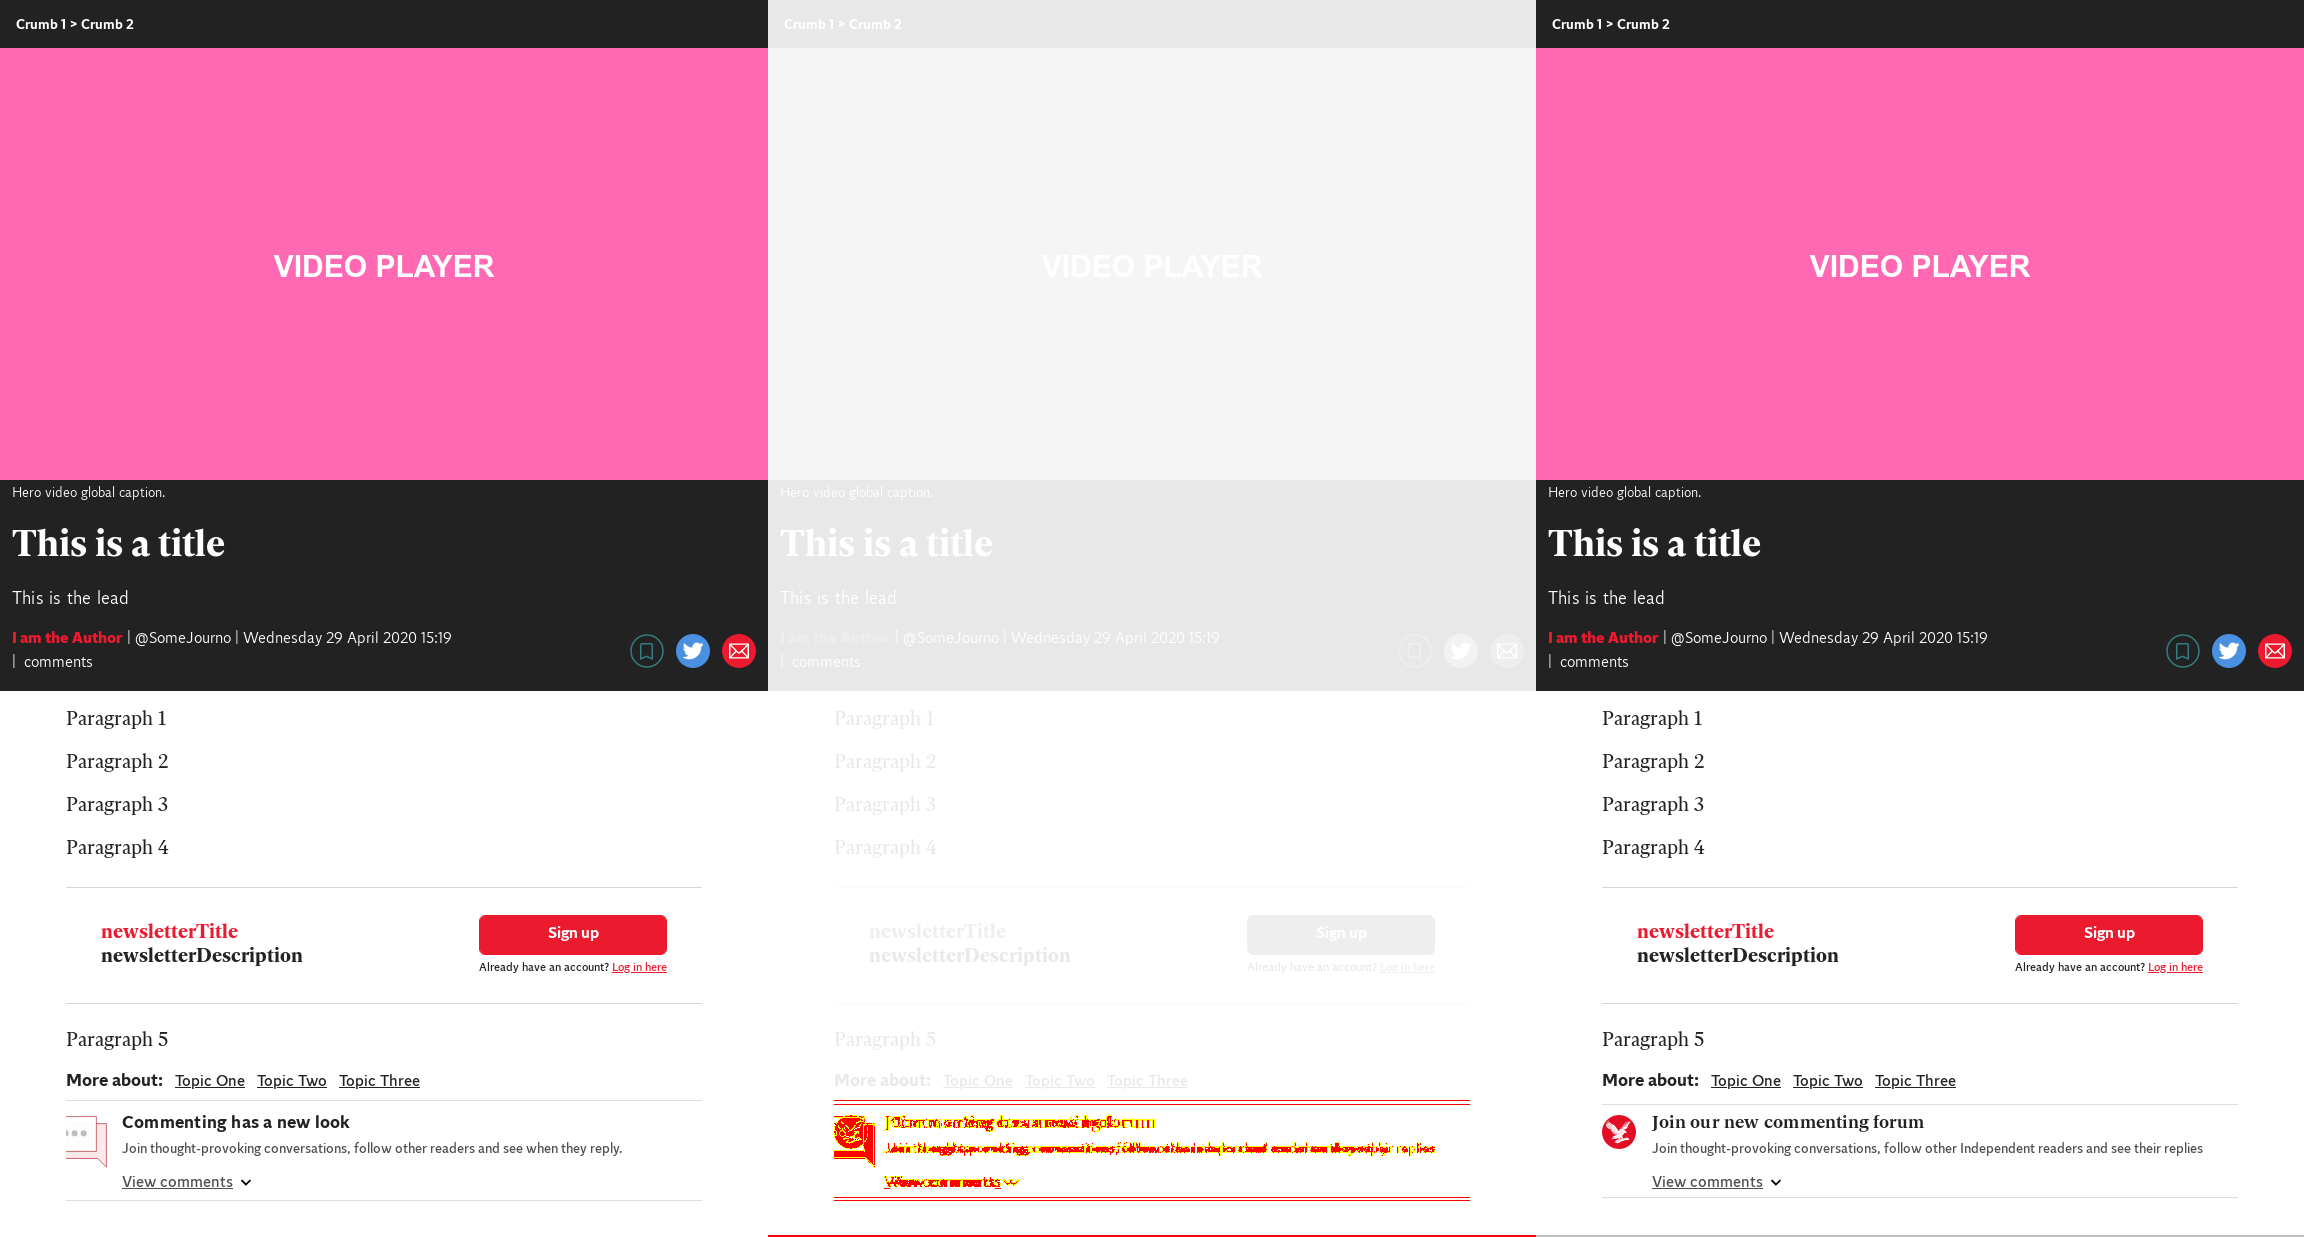 Crumb 1 > Crumb 2
VIDEO PLAYER
Hero video global caption.
This is a title
This is the lead
I am the Author | @SomeJourno | Wednesday 29 April 2020 15:19
| comments
Paragraph 1
Paragraph 2
Paragraph 3
Paragraph 4
newsletterTitle
newsletterDescription
Sign up
Already have an account? Log in here
Paragraph 5
More about: Topic One Topic Two Topic Three
Commenting has a new look
Join thought-provoking conversations, follow other readers and see when they reply.
View comments
Crumb 1 > Crumb 2
VIDEO PLAYER
Hero video global caption.
This is a title
This is the lead
I am the Author | @SomeJourno | Wednesday 29 April 2020 15:19
| comments
Paragraph 1
Paragraph 2
Paragraph 3
Paragraph 4
newsletterTitle
newsletterDescription
Sign up
Already have an account? Log in here
Paragraph 5
More about: Topic One Topic Two Topic Three
Crumb 1 > Crumb 2
VIDEO PLAYER
Hero video global caption.
This is a title
This is the lead
I am the Author | @SomeJourno | Wednesday 29 April 2020 15:19
| comments
Paragraph 1
Paragraph 2
Paragraph 3
Paragraph 4
newsletterTitle
newsletterDescription
Sign up
Already have an account? Log in here
Paragraph 5
More about: Topic One Topic Two Topic Three
Join our new commenting forum
Join thought-provoking conversations, follow other Independent readers and see their replies
View comments